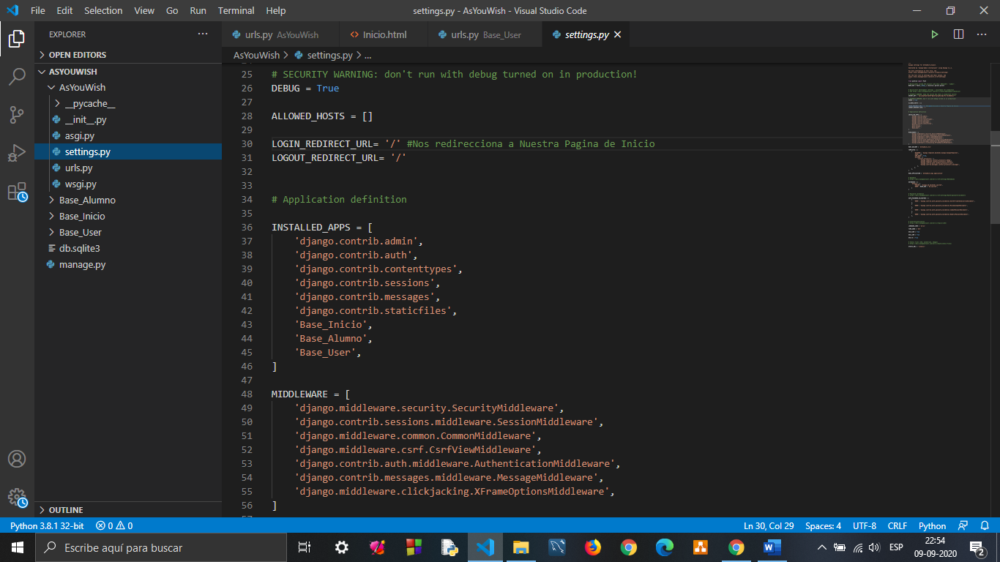 File Edit Selection View Go Run Terminal Help
settings.py - AsYouWish - Visual Studio Code
EXPLORER
OPEN EDITORS
ASYOUWISH
AsYouWish
__pycache__
__init__.py
asgi.py
settings.py
urls.py
wsgi.py
Base_Alumno
Base_Inicio
Base_User
db.sqlite3
manage.py
OUTLINE
urls.py AsYouWish
Inicio.html
urls.py Base_User
settings.py
AsYouWish > settings.py > ...
25 # SECURITY WARNING: don't run with debug turned on in production!
26 DEBUG = True
27
28 ALLOWED_HOSTS = []
29
30 LOGIN_REDIRECT_URL= '/' #Nos redirecciona a Nuestra Pagina de Inicio
31 LOGOUT_REDIRECT_URL= '/'
32
33
34 # Application definition
35
36 INSTALLED_APPS = [
37 'django.contrib.admin',
38 'django.contrib.auth',
39 'django.contrib.contenttypes',
40 'django.contrib.sessions',
41 'django.contrib.messages',
42 'django.contrib.staticfiles',
43 'Base_Inicio',
44 'Base_Alumno',
45 'Base_User',
46 ]
47
48 MIDDLEWARE = [
49 'django.middleware.security.SecurityMiddleware',
50 'django.contrib.sessions.middleware.SessionMiddleware',
51 'django.middleware.common.CommonMiddleware',
52 'django.middleware.csrf.CsrfViewMiddleware',
53 'django.contrib.auth.middleware.AuthenticationMiddleware',
54 'django.contrib.messages.middleware.MessageMiddleware',
55 'django.middleware.clickjacking.XFrameOptionsMiddleware',
56 ]
Python 3.8.1 32-bit 0 0
Ln 30, Col 29 Spaces: 4 UTF-8 CRLF Python
Escribe aquí para buscar
ESP
22:54
09-09-2020
2